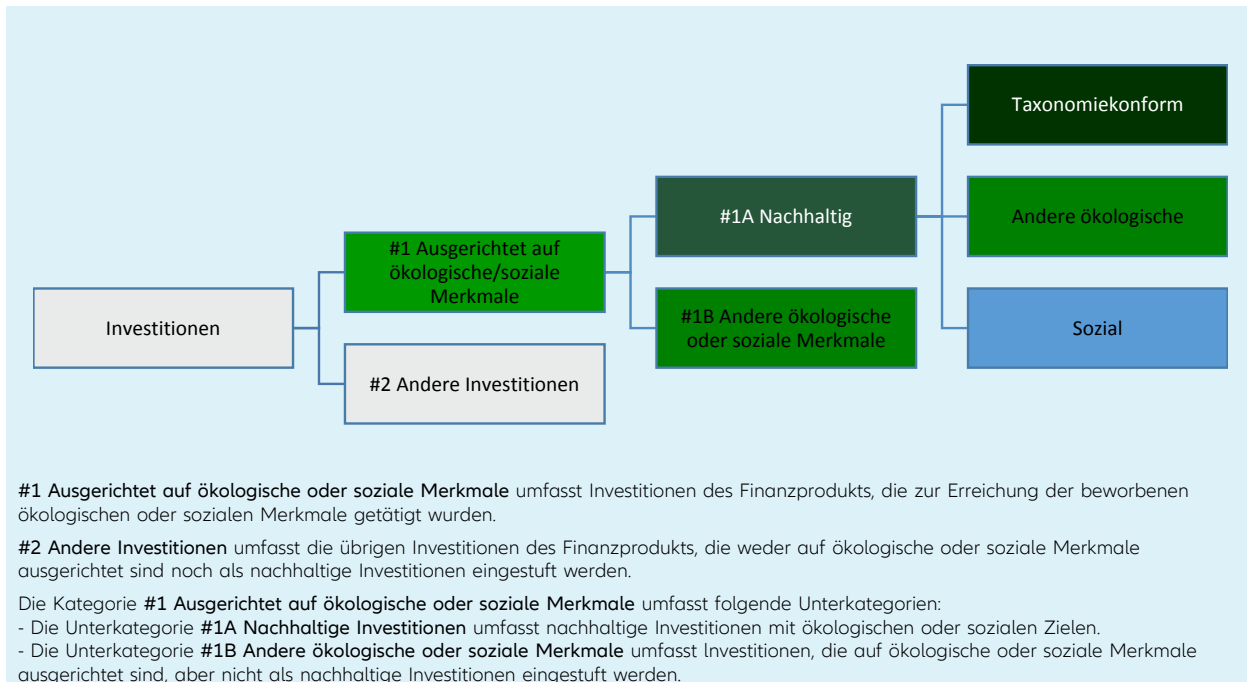 Taxonomiekonform
#1A Nachhaltig
Andere ökologische
#1 Ausgerichtet auf
ökologische/soziale
Merkmale
Investitionen
#1B Andere ökologische
oder soziale Merkmale
Sozial
#2 Andere Investitionen
#1 Ausgerichtet auf ökologische oder soziale Merkmale umfasst Investitionen des Finanzprodukts, die zur Erreichung der beworbenen
ökologischen oder sozialen Merkmale getätigt wurden.
#2 Andere Investitionen umfasst die übrigen Investitionen des Finanzprodukts, die weder auf ökologische oder soziale Merkmale
ausgerichtet sind noch als nachhaltige Investitionen eingestuft werden.
Die Kategorie #1 Ausgerichtet auf ökologische oder soziale Merkmale umfasst folgende Unterkategorien:
- Die Unterkategorie #1A Nachhaltige Investitionen umfasst nachhaltige Investitionen mit ökologischen oder sozialen Zielen.
- Die Unterkategorie #1B Andere ökologische oder soziale Merkmale umfasst Investitionen, die auf ökologische oder soziale Merkmale
ausgerichtet sind, aber nicht als nachhaltige Investitionen eingestuft werden.